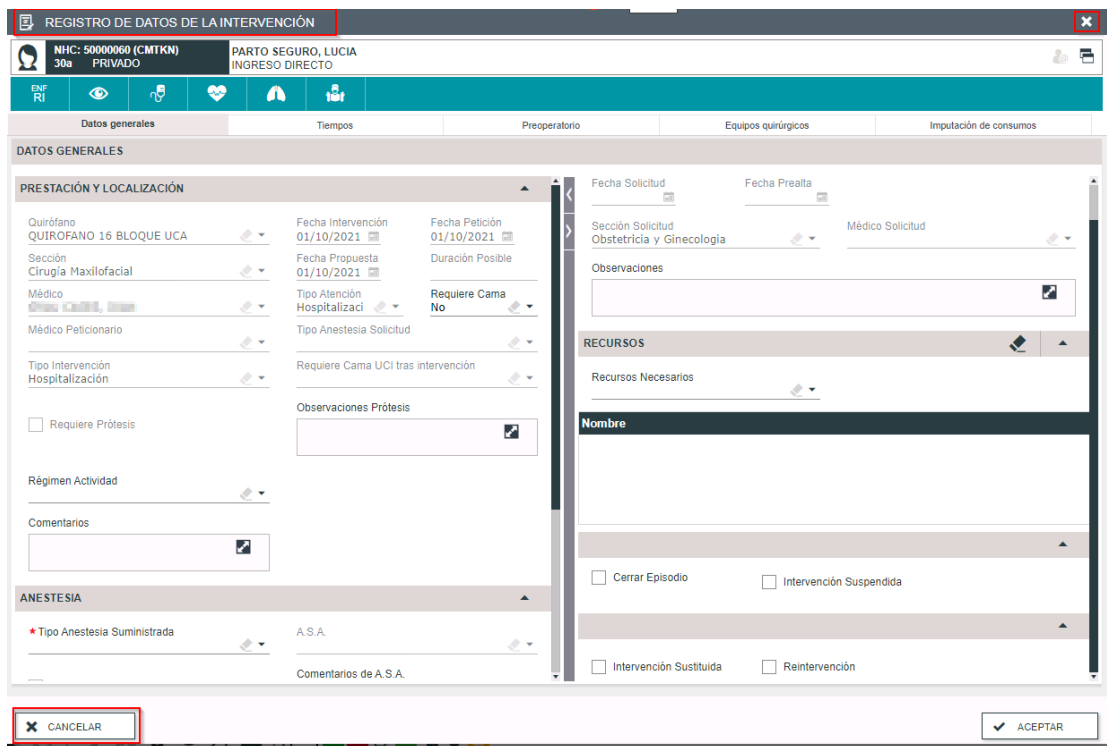 REGISTRO DE DATOS DE LA INTERVENCIÓN
NHC: 50000060 (CMTKN)
30a PRIVADO
PARTO SEGURO, LUCIA
INGRESO DIRECTO
ENF
RI
Datos generales
Tiempos
Preoperatorio
Equipos quirúrgicos
Imputación de consumos
DATOS GENERALES
PRESTACIÓN Y LOCALIZACIÓN
Quirófano
QUIROFANO 16 BLOQUE UCA
Fecha Intervención
01/10/2021
Fecha Petición
01/10/2021
Sección
Cirugía Maxilofacial
Fecha Propuesta
01/10/2021
Duración Posible
Médico
Tipo Atención
Hospitalizaci
Requiere Cama
No
Médico Peticionario
Tipo Anestesia Solicitud
Tipo Intervención
Hospitalización
Requiere Cama UCI tras intervención
Requiere Prótesis
Observaciones Prótesis
Régimen Actividad
Comentarios
ANESTESIA
★ Tipo Anestesia Suministrada
A.S.A.
Comentarios de A.S.A.
Fecha Solicitud
Fecha Prealta
Sección Solicitud
Obstetricia y Ginecologia
Médico Solicitud
Observaciones
RECURSOS
Recursos Necesarios
Nombre
Cerrar Episodio
Intervención Suspendida
Intervención Sustituida
Reintervención
CANCELAR
ACEPTAR